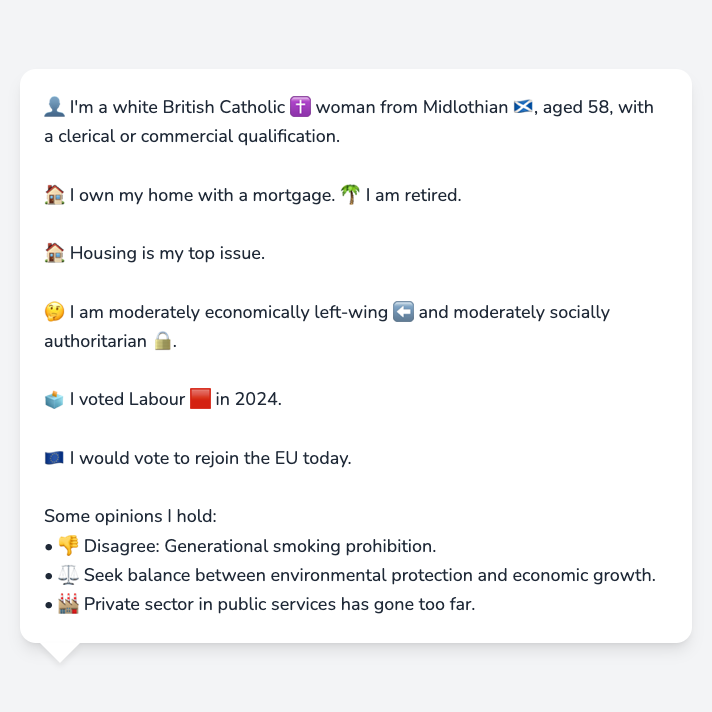 👤 I'm a white British Catholic ✝️ woman from Midlothian 🏴󠁧󠁢󠁳󠁣󠁴󠁿, aged 58, with
a clerical or commercial qualification.
🏠 I own my home with a mortgage. 🌴 I am retired.
🏠 Housing is my top issue.
🤔 I am moderately economically left-wing ⬅️ and moderately socially
authoritarian 🔒.
🗳️ I voted Labour 🟥 in 2024.
🇪🇺 I would vote to rejoin the EU today.
Some opinions I hold:
• 👎 Disagree: Generational smoking prohibition.
• ⚖️ Seek balance between environmental protection and economic growth.
• 🏭 Private sector in public services has gone too far.